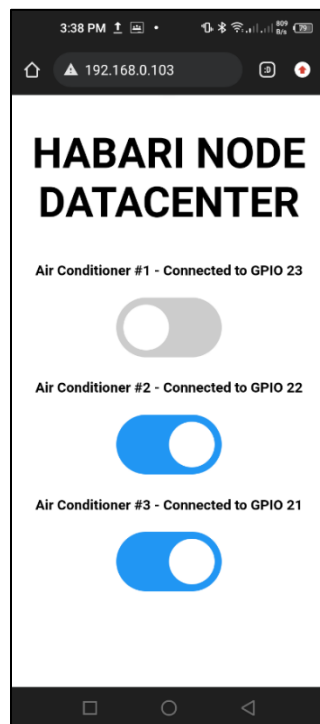 3:38 PM 809 B/s 79
192.168.0.103 :D
HABARI NODE
DATACENTER
Air Conditioner #1 - Connected to GPIO 23
Air Conditioner #2 - Connected to GPIO 22
Air Conditioner #3 - Connected to GPIO 21